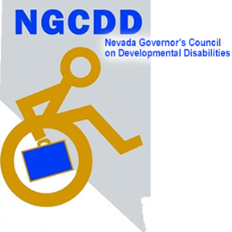 NGCDD
Nevada Governor's Council
on Developmental Disabilities